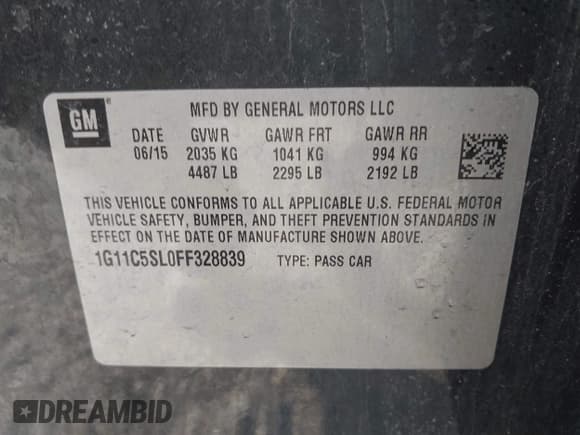 GM
MFD BY GENERAL MOTORS LLC
DATE GVWR GAWR FRT GAWR RR
06/15 2035 KG 1041 KG 994 KG
4487 LB 2295 LB 2192 LB
THIS VEHICLE CONFORMS TO ALL APPLICABLE U.S. FEDERAL MOTOR
VEHICLE SAFETY, BUMPER, AND THEFT PREVENTION STANDARDS IN
EFFECT ON THE DATE OF MANUFACTURE SHOWN ABOVE.
1G11C5SL0FF328839 TYPE: PASS CAR
DREAMBID